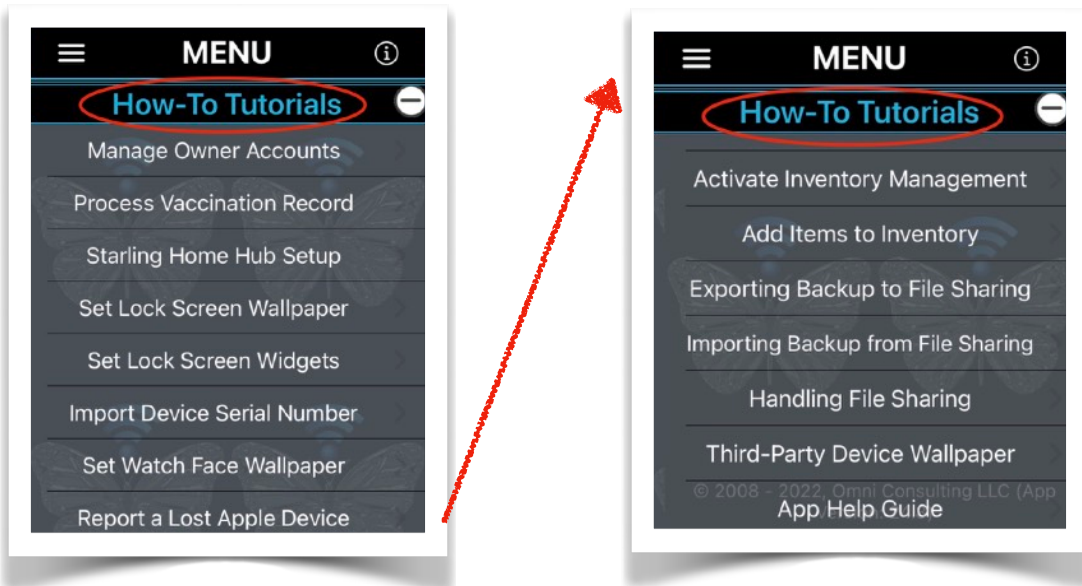 MENU
How-To Tutorials
Manage Owner Accounts
Process Vaccination Record
Starling Home Hub Setup
Set Lock Screen Wallpaper
Set Lock Screen Widgets
Import Device Serial Number
Set Watch Face Wallpaper
Report a Lost Apple Device
MENU
How-To Tutorials
Activate Inventory Management
Add Items to Inventory
Exporting Backup to File Sharing
Importing Backup from File Sharing
Handling File Sharing
Third-Party Device Wallpaper
© 2008 - 2022, Omni Consulting LLC (App
App Help Guide